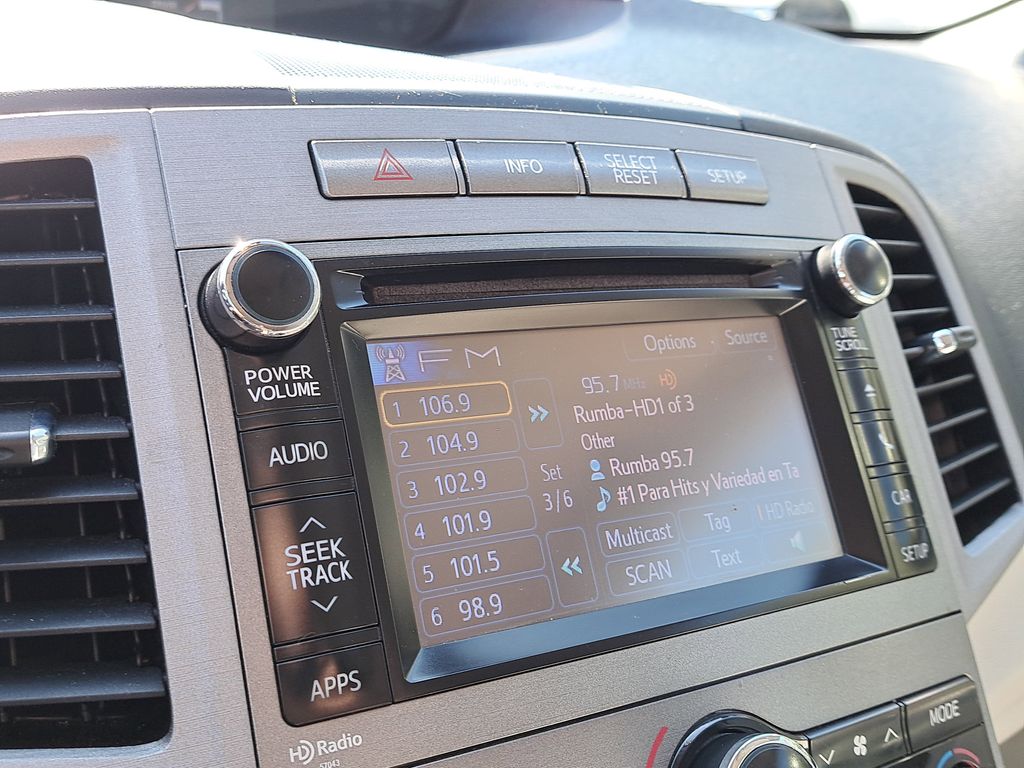 INFO
SELECT
RESET
SETUP
POWER
VOLUME
AUDIO
SEEK
TRACK
APPS
HD Radio
57043
FM
Options
Source
1 106.9
2 104.9
3 102.9
4 101.9
5 101.5
6 98.9
Set
3/6
95.7 MHz HD
Rumba-HD1 of 3
Other
Rumba 95.7
#1 Para Hits y Variedad en Ta
Multicast
Tag
HD Radio
SCAN
Text
TUNE
SCROLL
CAR
SETUP
MODE